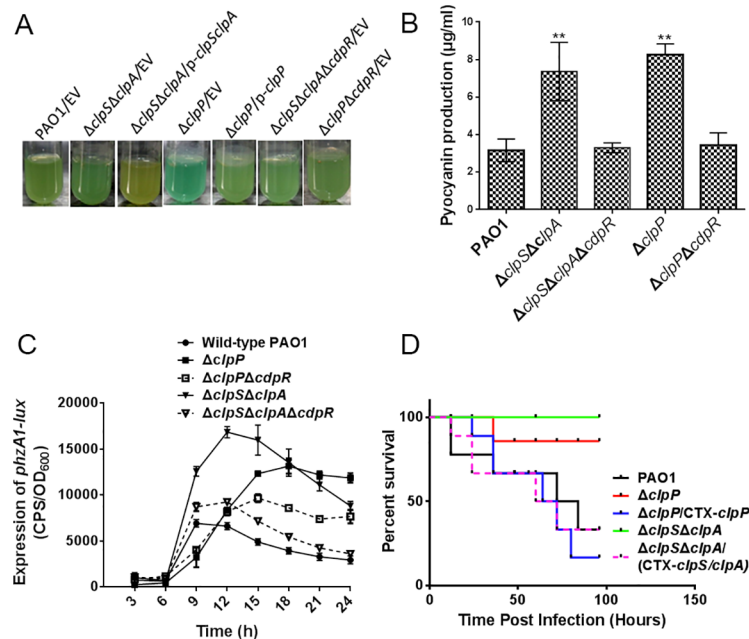 A
PAO1/EV
ΔclpSΔclpA/EV
ΔclpSΔclpA/p-clpSclpA
ΔclpP/EV
ΔclpP/p-clpP
ΔclpSΔclpAΔcdpR/EV
ΔclpPΔcdpR/EV
B
Pyocyanin production (µg/ml)
10
8
6
4
2
0
**
**
PAO1
ΔclpSΔclpA
ΔclpSΔclpAΔcdpR
ΔclpP
ΔclpPΔcdpR
C
Wild-type PAO1
ΔclpP
ΔclpPΔcdpR
ΔclpSΔclpA
ΔclpSΔclpAΔcdpR
Expression of phzA1-lux
(CPS/OD600)
20000
15000
10000
5000
0
3 6 9 12 15 18 21 24
Time (h)
D
Percent survival
100
50
0
0 50 100 150
Time Post Infection (Hours)
PAO1
ΔclpP
ΔclpP/CTX-clpP
ΔclpSΔclpA
ΔclpSΔclpA/
(CTX-clpS/clpA)